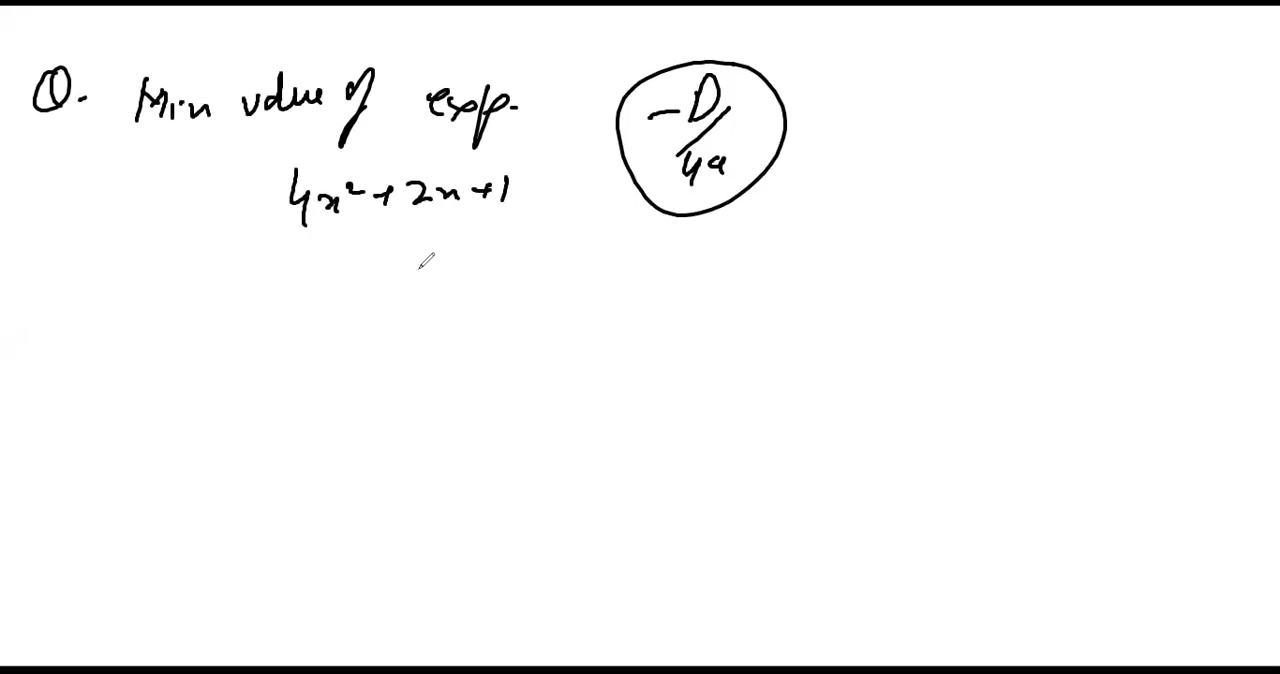 Q. Min value of exp.
4x²+2x+1
-D/4a